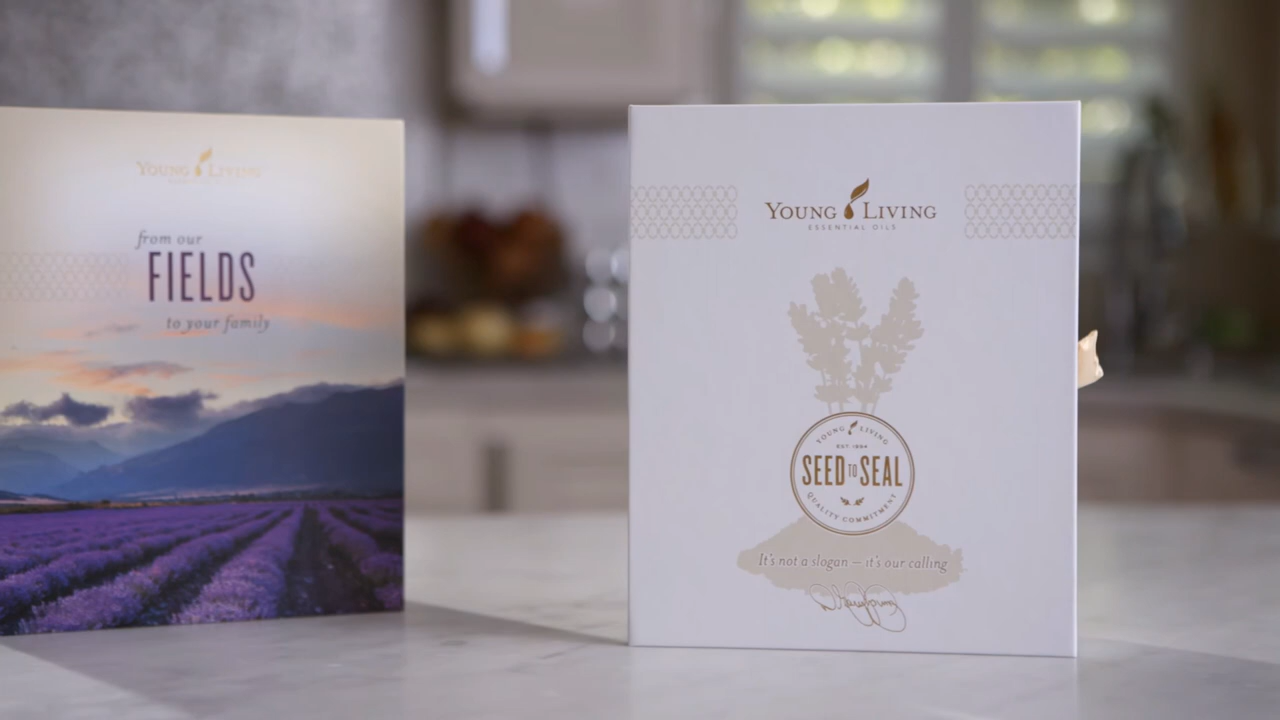 YOUNG LIVING
from our
FIELDS
to your family
YOUNG LIVING
ESSENTIAL OILS
YOUNG LIVING
EST. 1994
SEED TO SEAL
QUALITY COMMITMENT
It's not a slogan – it's our calling